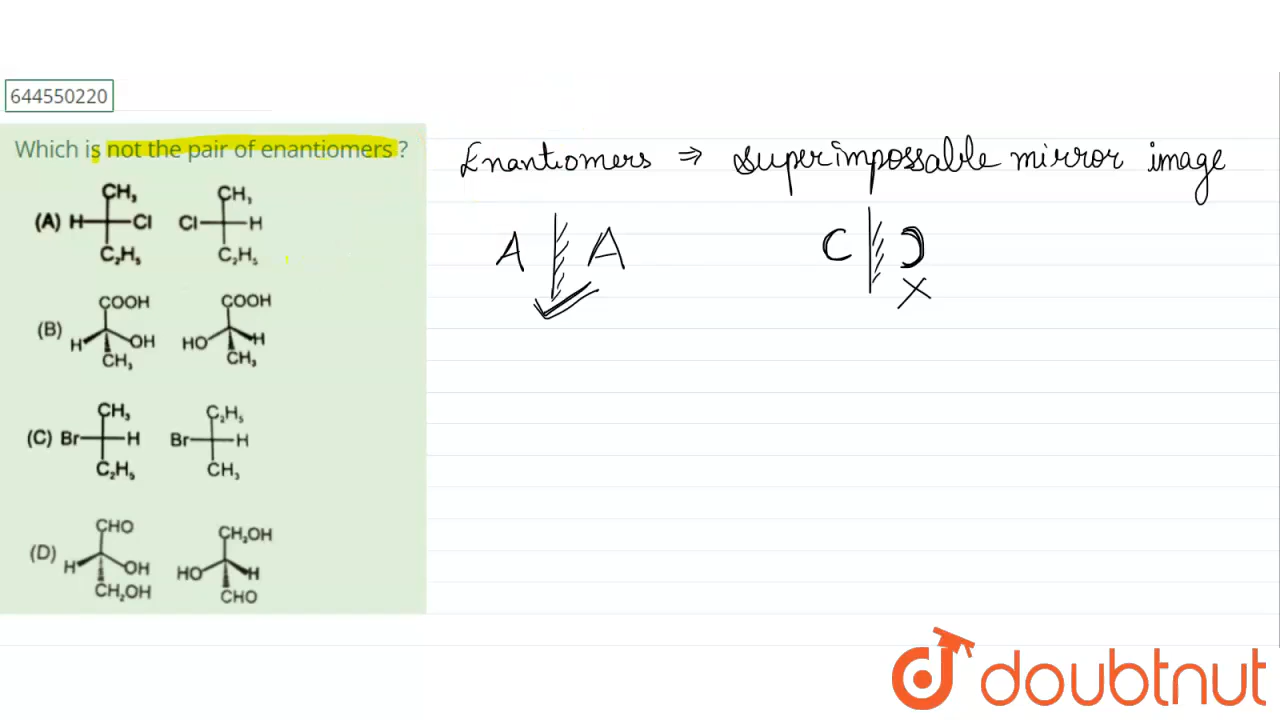 644550220
Which is not the pair of enantiomers ?
Enantiomers ⇒ superimpossable mirror image
(A) H CH₃ Cl C₂H₅ Cl CH₃ H C₂H₅
A A C Ɔ X
(B) COOH H OH CH₃ COOH HO H CH₃
(C) CH₃ Br H C₂H₅ C₂H₅ Br H CH₃
(D) CHO H OH CH₂OH CH₂OH HO H CHO
doubtnut